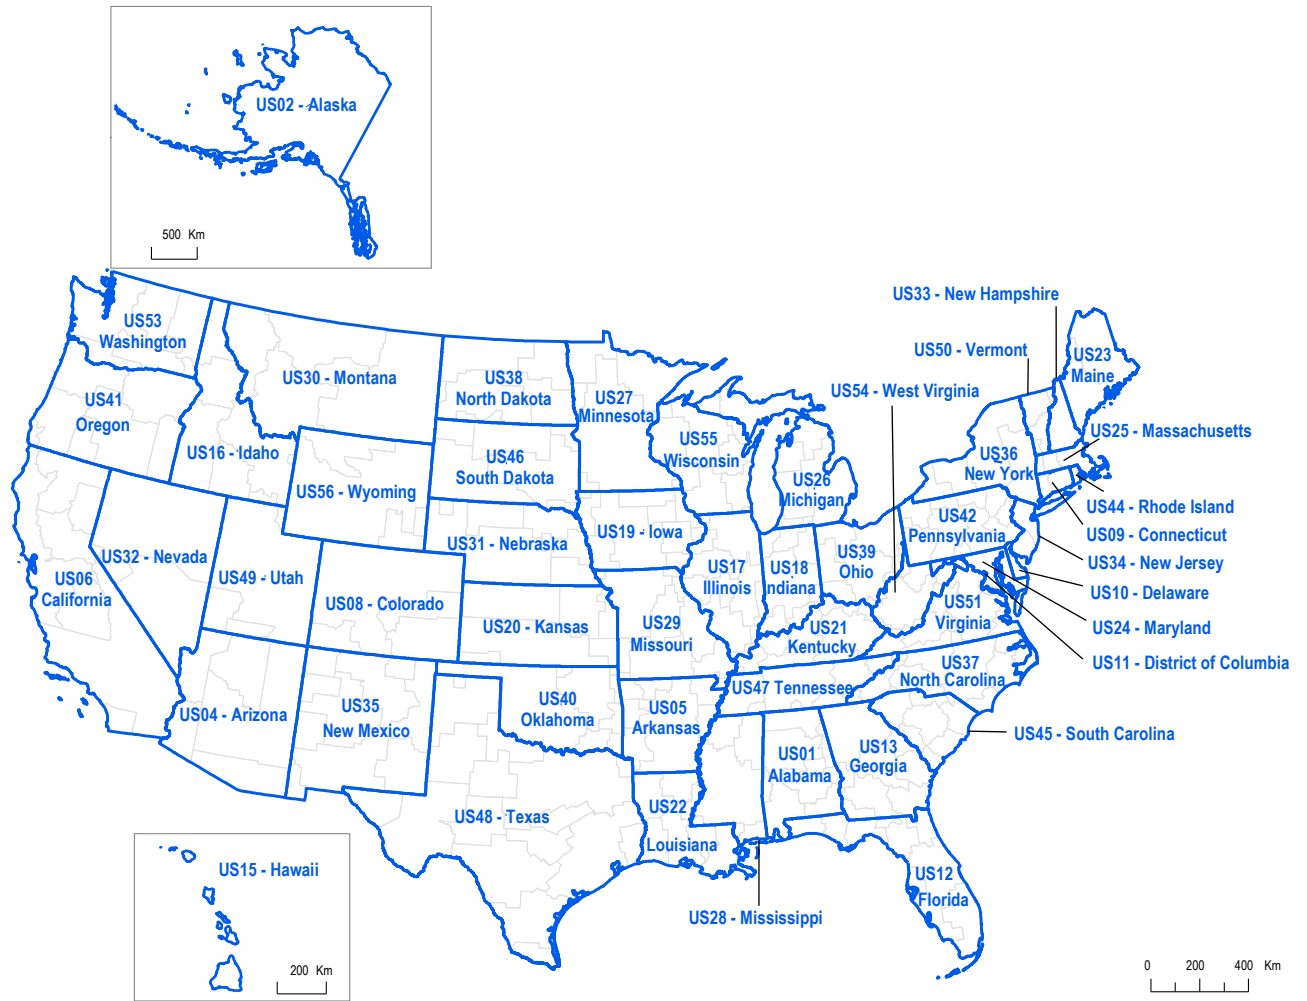 US02 - Alaska
500 Km
US33 - New Hampshire
US53
Washington
US50 - Vermont
US23
Maine
US30 - Montana
US38
North Dakota
US27
Minnesota
US54 - West Virginia
US41
Oregon
US25 - Massachusetts
US16 - Idaho
US46
South Dakota
US55
Wisconsin
US36
New York
US56 - Wyoming
US26
Michigan
US44 - Rhode Island
US42
Pennsylvania
US19 - Iowa
US09 - Connecticut
US32 - Nevada
US31 - Nebraska
US39
Ohio
US34 - New Jersey
US06
California
US49 - Utah
US17
Illinois
US18
Indiana
US10 - Delaware
US08 - Colorado
US51
Virginia
US20 - Kansas
US29
Missouri
US21
Kentucky
US24 - Maryland
US11 - District of Columbia
US37
North Carolina
US47 Tennessee
US04 - Arizona
US35
New Mexico
US40
Oklahoma
US05
Arkansas
US45 - South Carolina
US01
Alabama
US13
Georgia
US48 - Texas
US22
Louisiana
US15 - Hawaii
US12
Florida
US28 - Mississippi
200 Km
0 200 400 Km